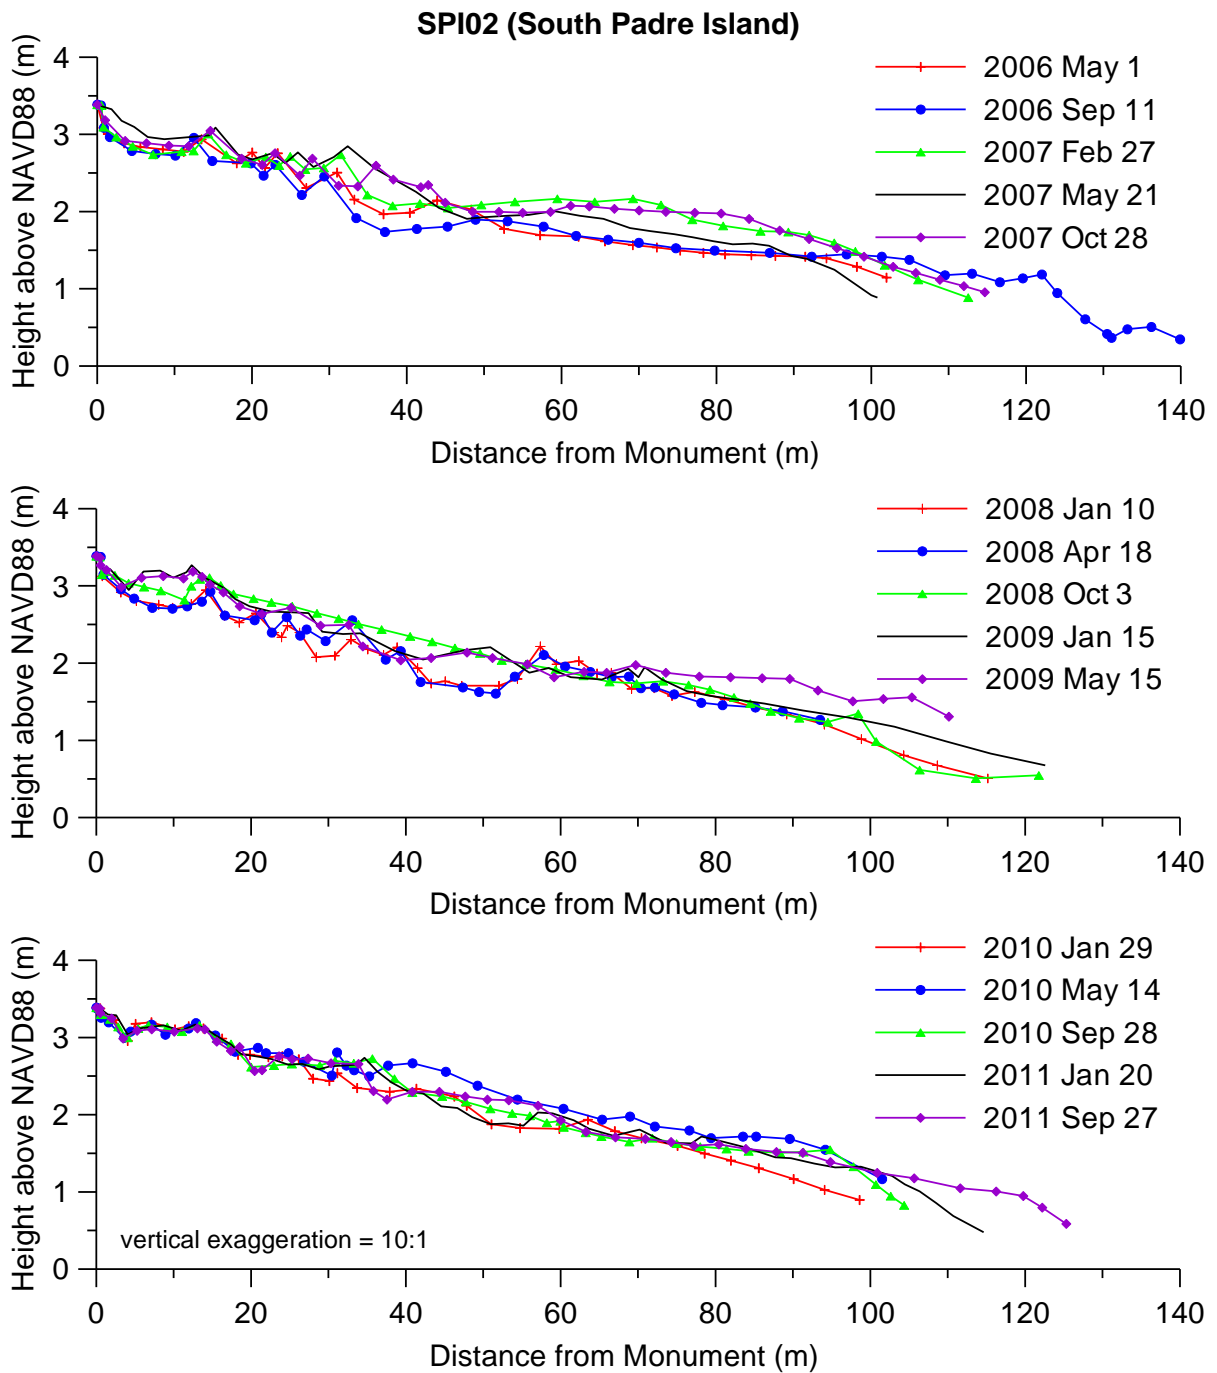 SPI02 (South Padre Island)
Height above NAVD88 (m)
4
3
2
1
0
2006 May 1
2006 Sep 11
2007 Feb 27
2007 May 21
2007 Oct 28
0 20 40 60 80 100 120 140
Distance from Monument (m)
Height above NAVD88 (m)
4
3
2
1
0
2008 Jan 10
2008 Apr 18
2008 Oct 3
2009 Jan 15
2009 May 15
0 20 40 60 80 100 120 140
Distance from Monument (m)
Height above NAVD88 (m)
4
3
2
1
0
2010 Jan 29
2010 May 14
2010 Sep 28
2011 Jan 20
2011 Sep 27
vertical exaggeration = 10:1
0 20 40 60 80 100 120 140
Distance from Monument (m)